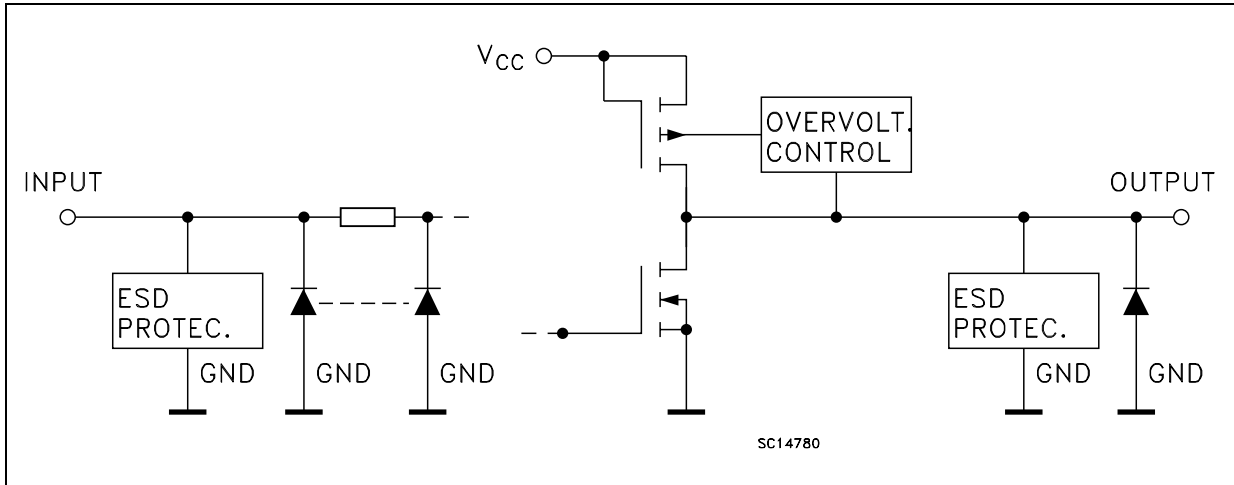 VCC
OVERVOLT.
CONTROL
INPUT
OUTPUT
ESD
PROTEC.
ESD
PROTEC.
GND
GND
GND
GND
GND
SC14780